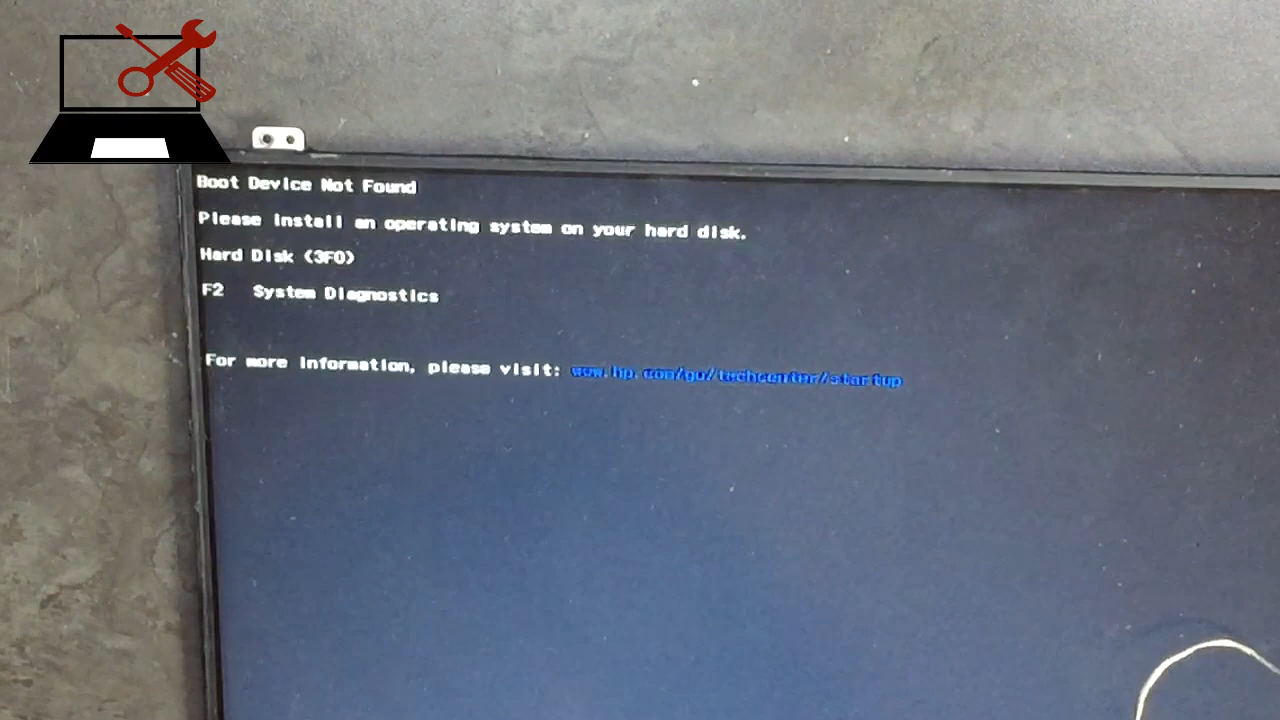 Boot Device Not Found
Please install an operating system on your hard disk.
Hard Disk (3F0)
F2 System Diagnostics
For more information, please visit: www.hp.com/go/techcenter/startup